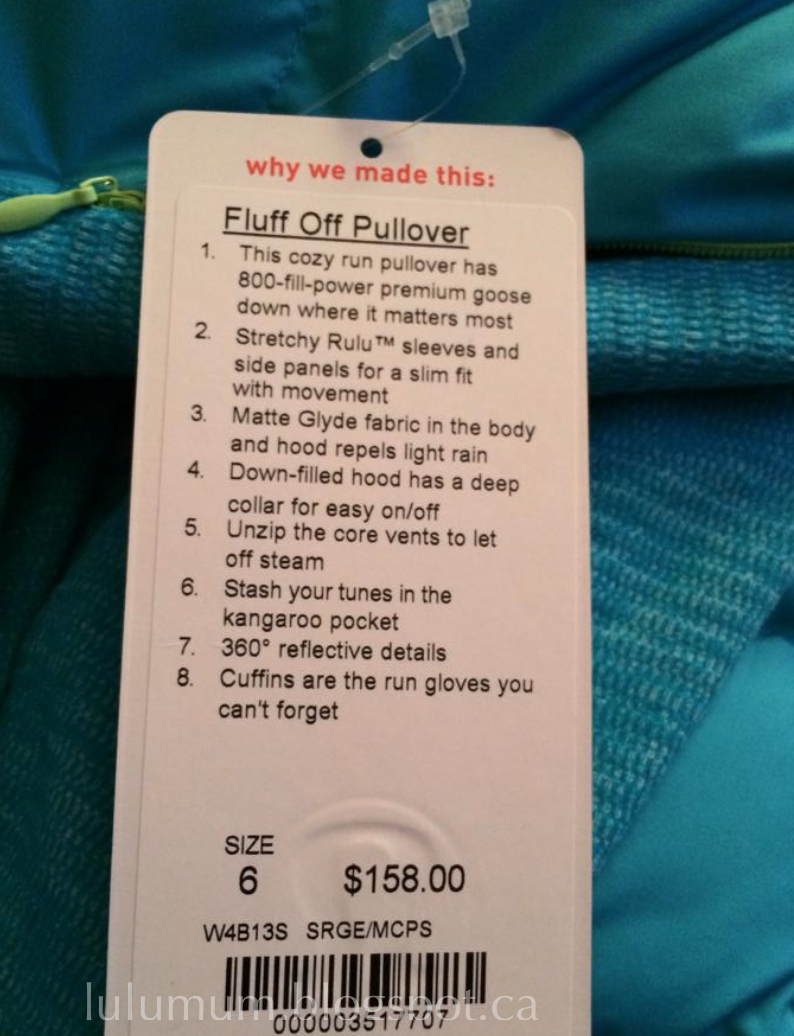 why we made this:
Fluff Off Pullover
1. This cozy run pullover has
800-fill-power premium goose
down where it matters most
2. Stretchy Rulu™ sleeves and
side panels for a slim fit
with movement
3. Matte Glyde fabric in the body
and hood repels light rain
4. Down-filled hood has a deep
collar for easy on/off
5. Unzip the core vents to let
off steam
6. Stash your tunes in the
kangaroo pocket
7. 360° reflective details
8. Cuffins are the run gloves you
can't forget
SIZE
6 $158.00
W4B13S SRGE/MCPS
lulumum.blogspot.ca
000003517707